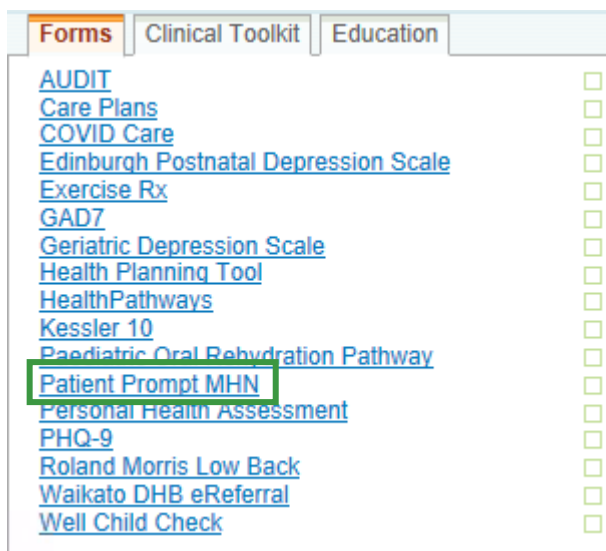 Forms Clinical Toolkit Education
AUDIT
Care Plans
COVID Care
Edinburgh Postnatal Depression Scale
Exercise Rx
GAD7
Geriatric Depression Scale
Health Planning Tool
HealthPathways
Kessler 10
Paediatric Oral Rehydration Pathway
Patient Prompt MHN
Personal Health Assessment
PHQ-9
Roland Morris Low Back
Waikato DHB eReferral
Well Child Check